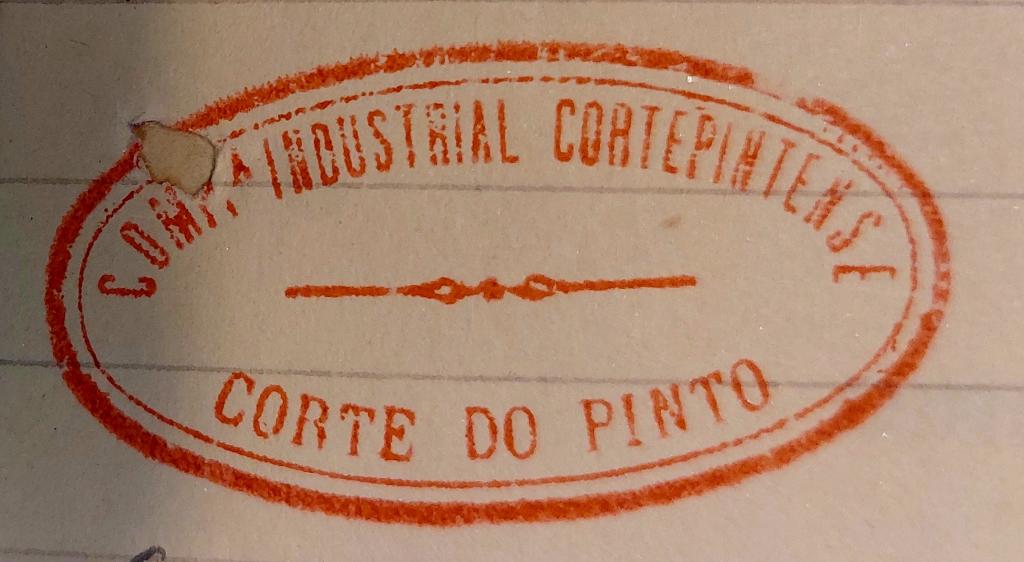 COMP.ª INDUSTRIAL CORTEPINTENSE
CORTE DO PINTO